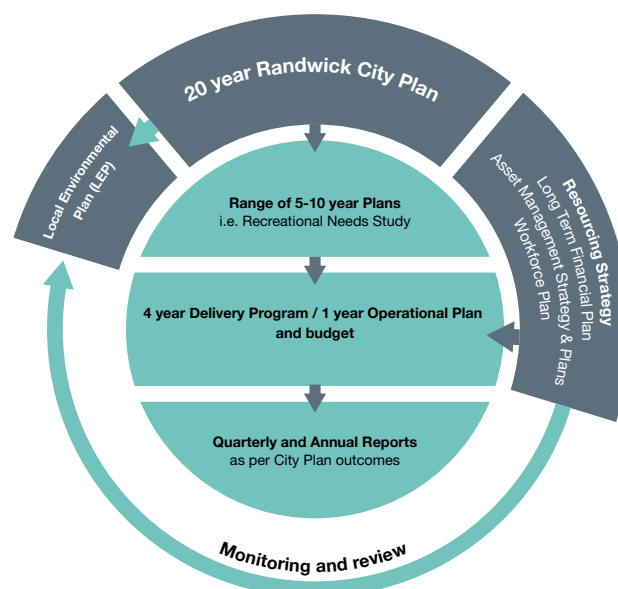 20 year Randwick City Plan
Local Environmental
Plan (LEP)
Resourcing Strategy
Long Term Financial Plan
Asset Management Strategy & Plans
Workforce Plan
Range of 5-10 year Plans
i.e. Recreational Needs Study
4 year Delivery Program / 1 year Operational Plan
and budget
Quarterly and Annual Reports
as per City Plan outcomes
Monitoring and review